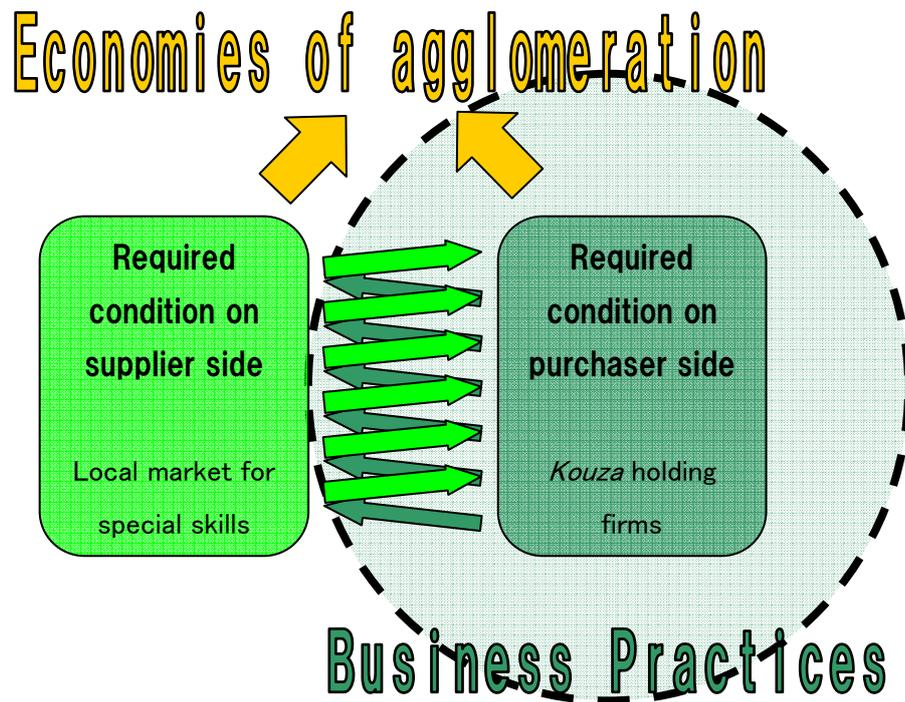 Economies of agglomeration
Required
condition on
supplier side
Local market for
special skills
Required
condition on
purchaser side
Kouza holding
firms
Business Practices